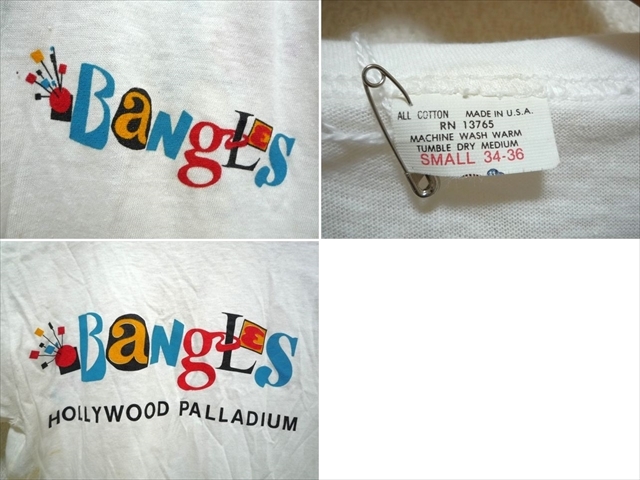 BANgLES
ALL COTTON MADE IN U.S.A.
RN 13765
MACHINE WASH WARM
TUMBLE DRY MEDIUM
SMALL 34-36
BANgLES
HOLLYWOOD PALLADIUM